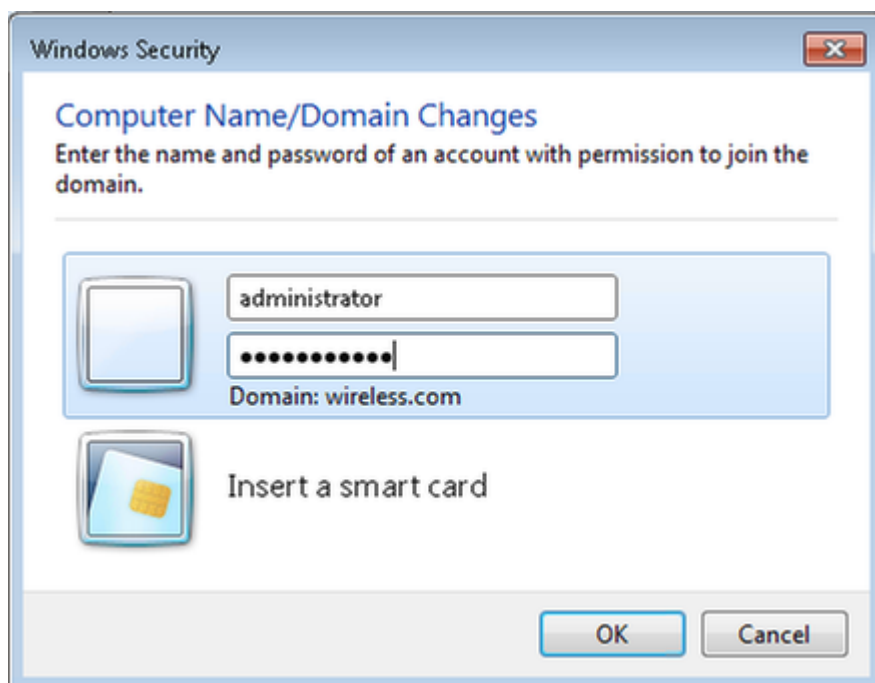 Windows Security
Computer Name/Domain Changes
Enter the name and password of an account with permission to join the
domain.
administrator
●●●●●●●●●●●
Domain: wireless.com
Insert a smart card
OK
Cancel